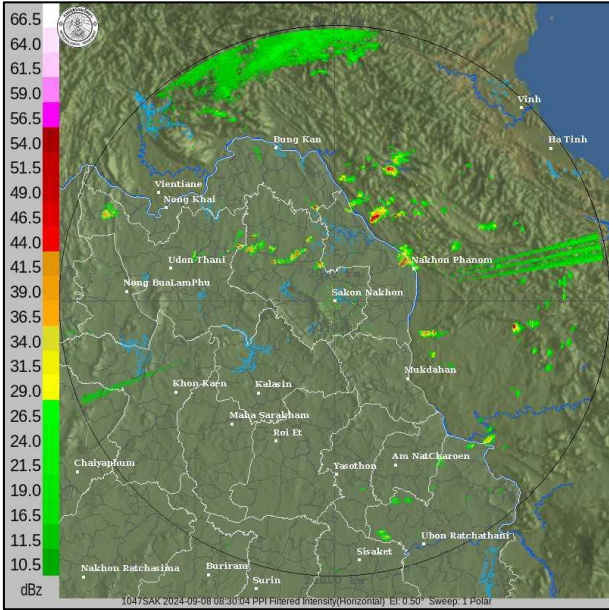 66.5
64.0
61.5
59.0
56.5
54.0
51.5
49.0
46.5
44.0
41.5
39.0
36.5
34.0
31.5
29.0
26.5
24.0
21.5
19.0
16.5
14.0
11.5
10.5
dBz
Vinh
Ha Tinh
Bung Kan
Vientiane
Nong Khai
Udon Thani
Nakhon Phanom
Nong BuaLamPhu
Sakon Nakhon
Mukdahan
Khon Kaen
Kalasin
Maha Sarakham
Roi Et
Am NatCharoen
Chaiyaphum
Yasothon
Ubon Ratchathani
Sisaket
Nakhon Ratchasima
Buriram
Surin
1047SAK 2024-09-08 08:30:04 PPI Filtered Intensity(Horizontal) El: 0.50° Sweep: 1 Polar